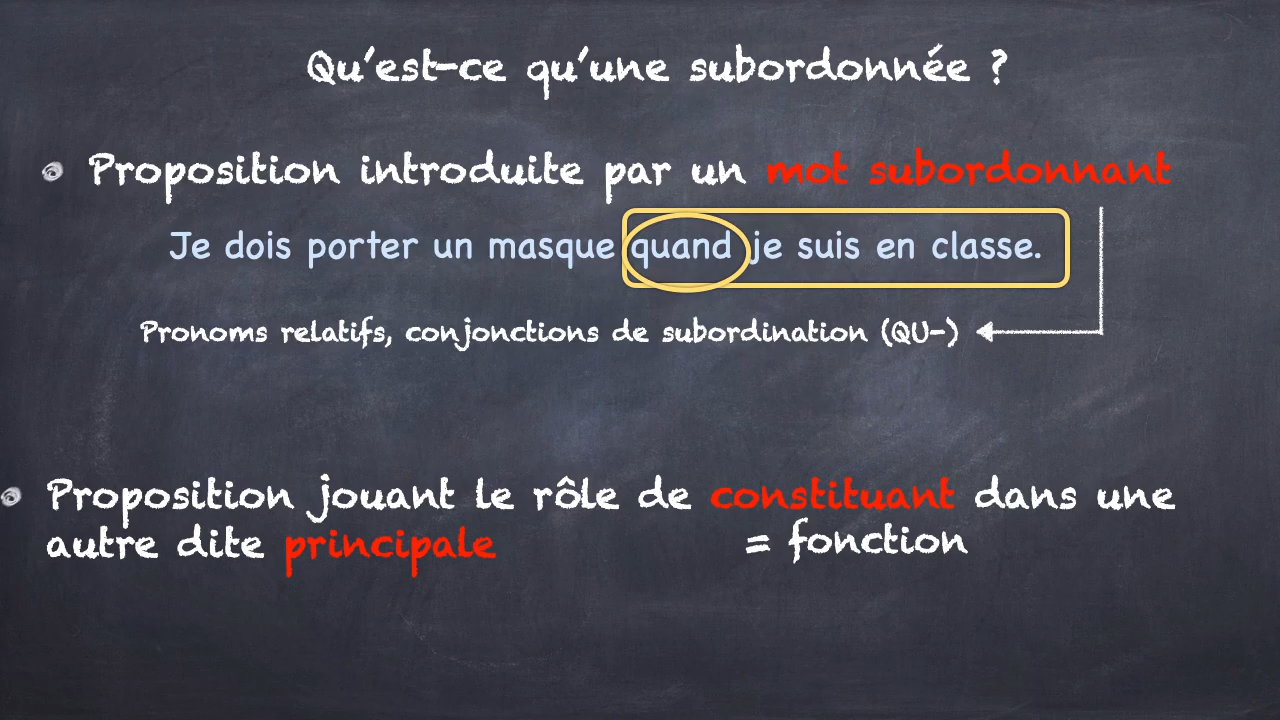 Qu’est-ce qu’une subordonnée ?
Proposition introduite par un mot subordonnant
Je dois porter un masque quand je suis en classe.
Pronoms relatifs, conjonctions de subordination (QU-)
Proposition jouant le rôle de constituant dans une
autre dite principale = fonction